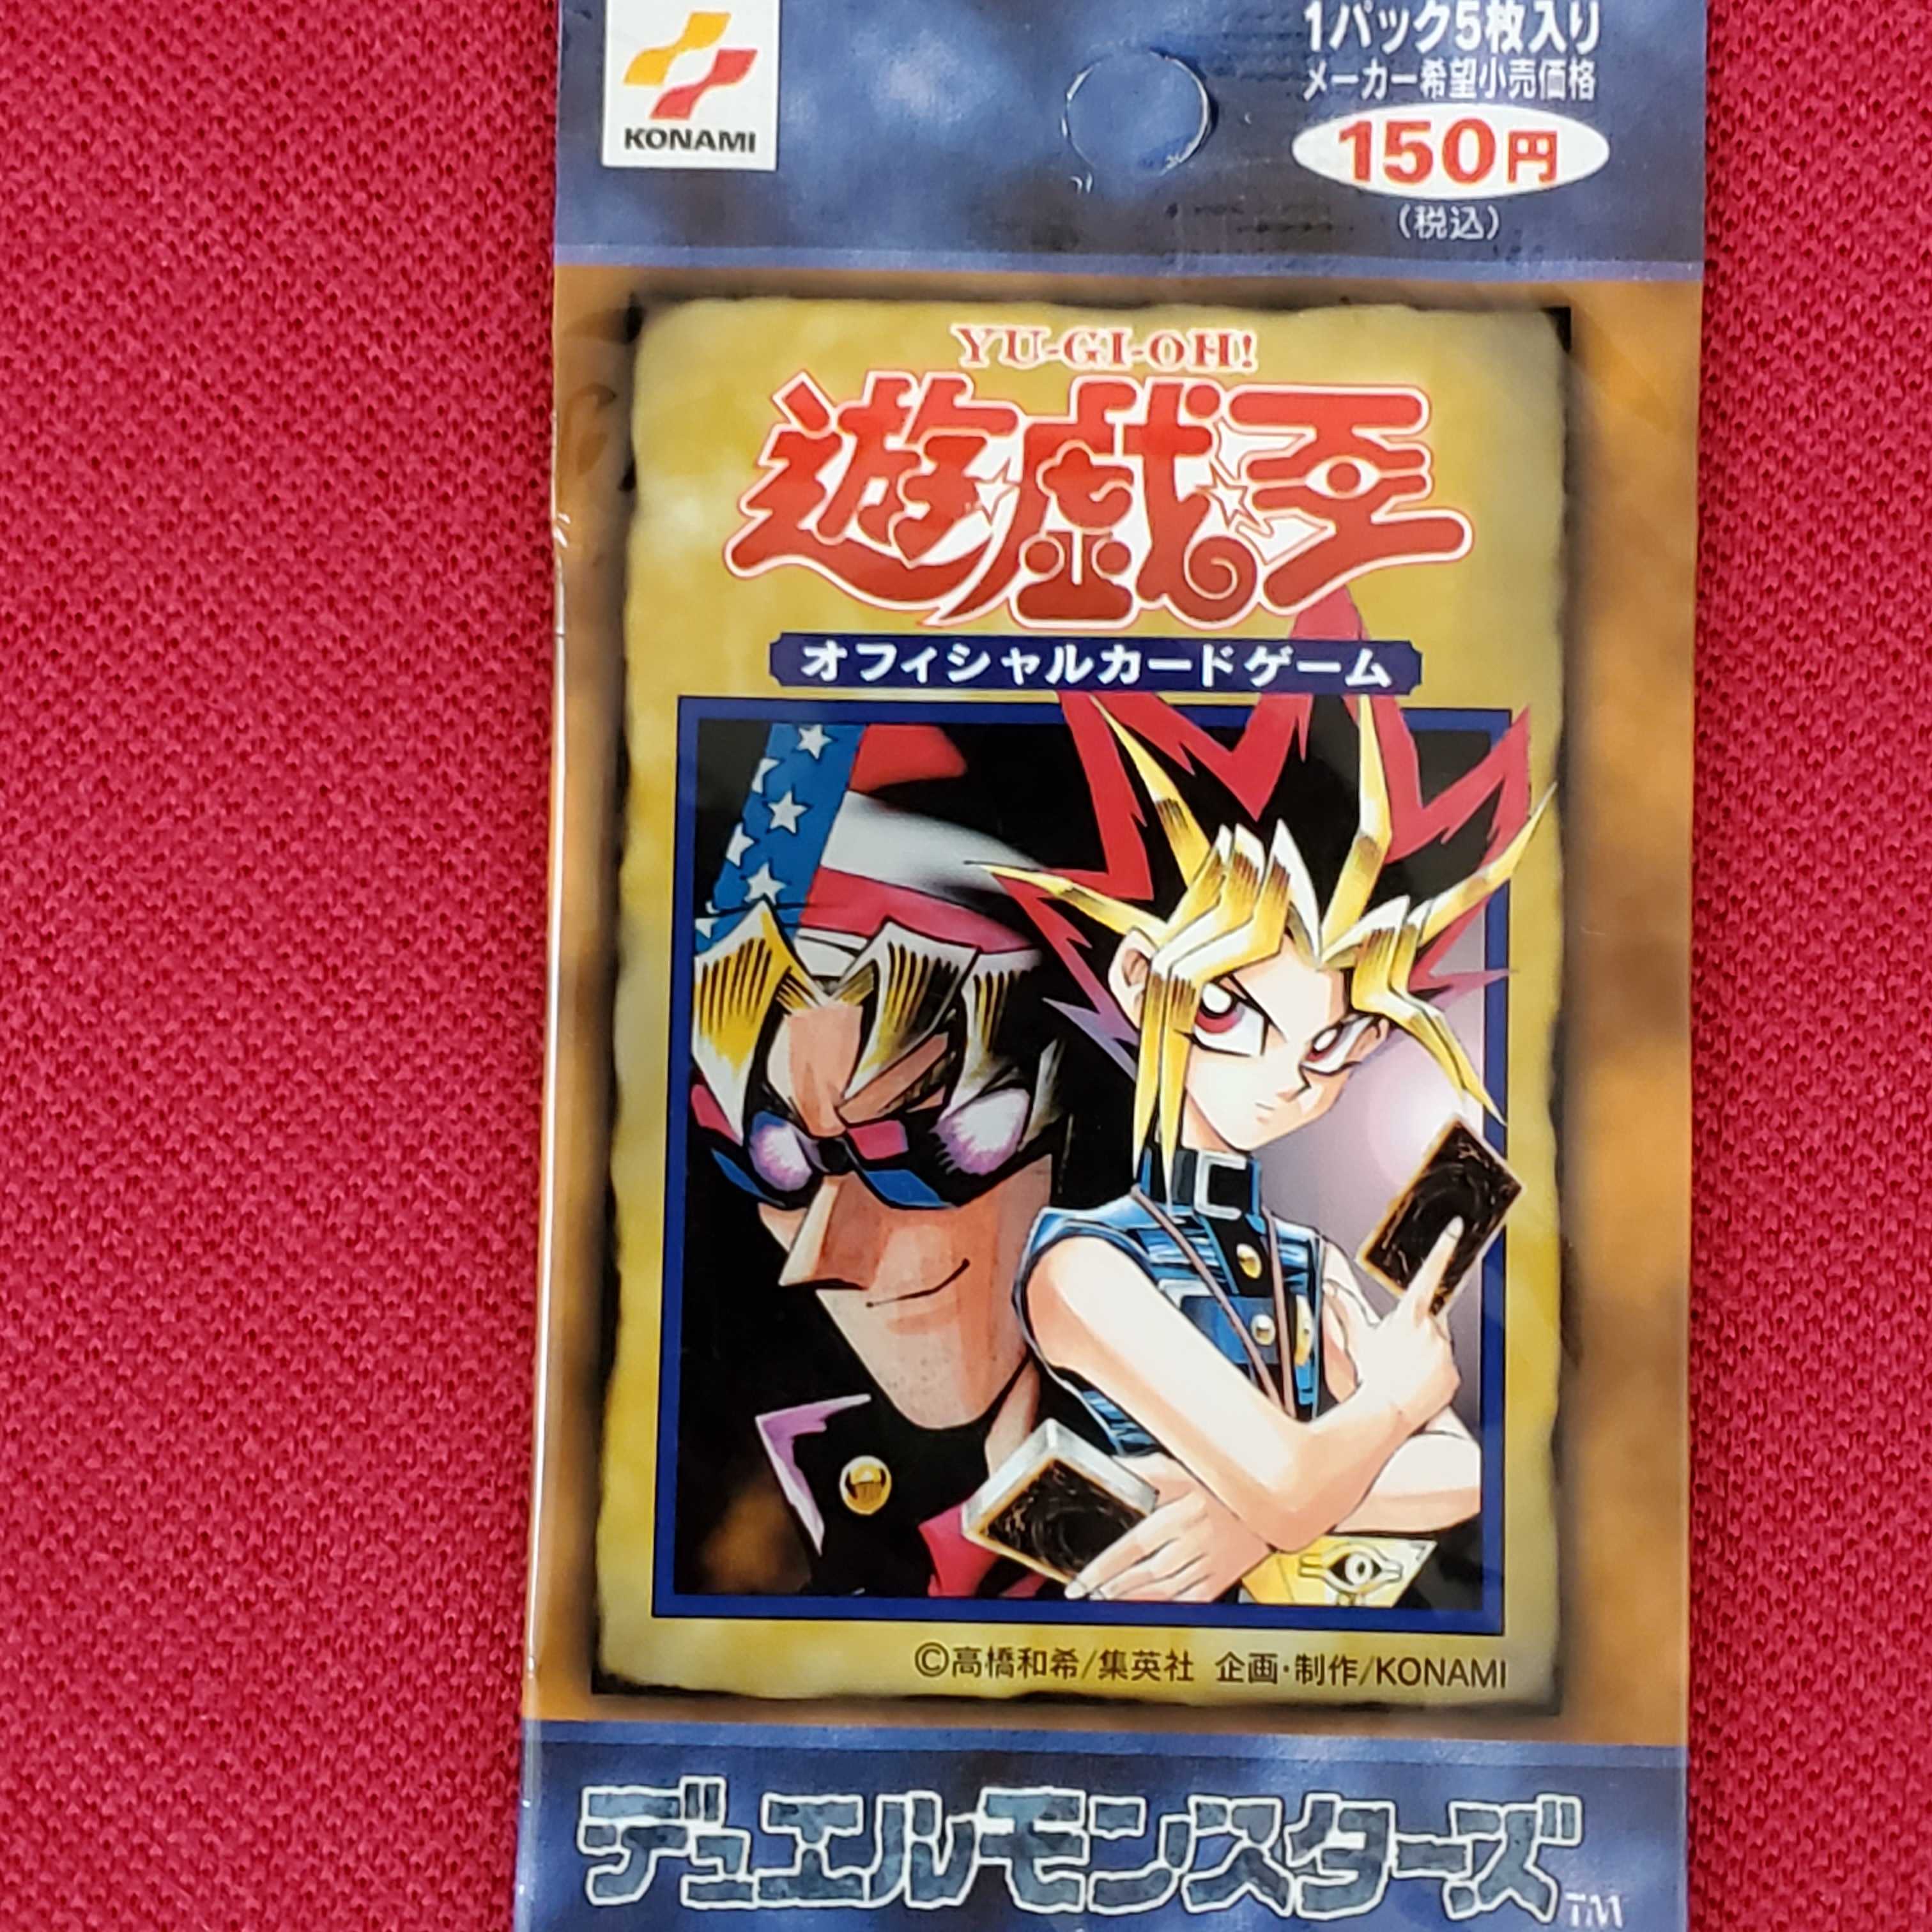 KONAMI
1パック5枚入り
メーカー希望小売価格
150円
(税込)
YU-GI-OH!
遊戯王
オフィシャルカードゲーム
©高橋和希/集英社 企画・制作/KONAMI
デュエルモンスターズ™